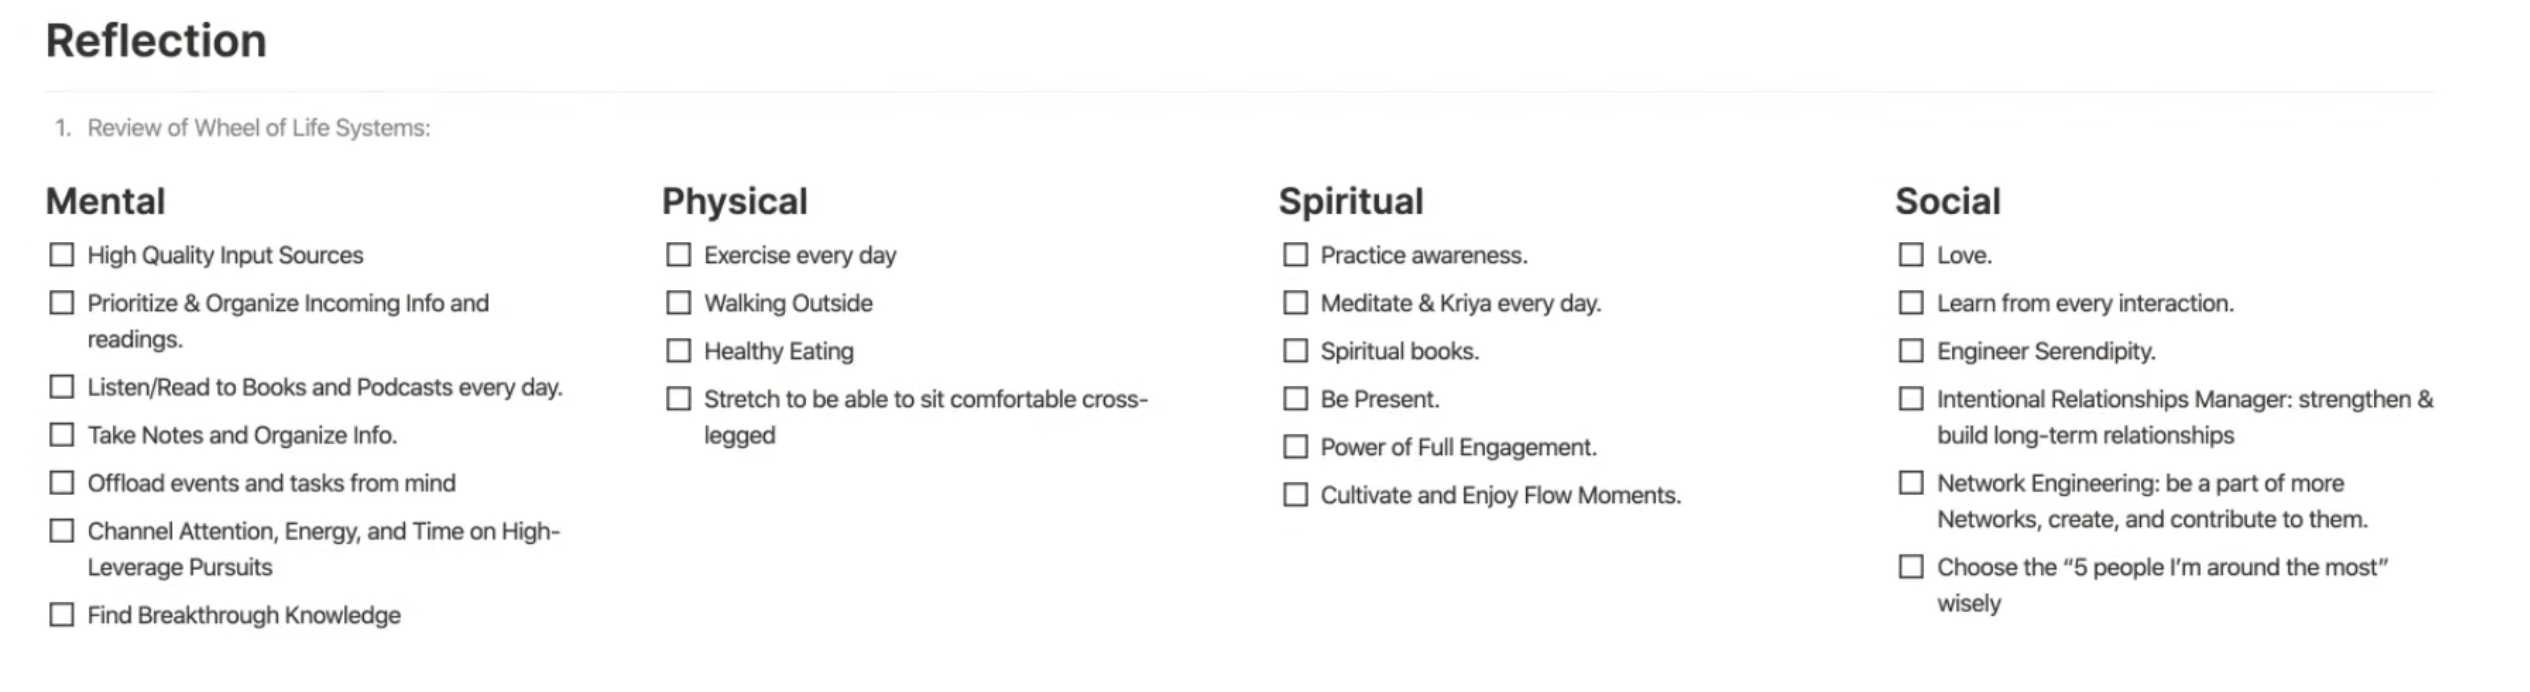 Reflection
1. Review of Wheel of Life Systems:
Mental
High Quality Input Sources
Prioritize & Organize Incoming Info and
readings.
Listen/Read to Books and Podcasts every day.
Take Notes and Organize Info.
Offload events and tasks from mind
Channel Attention, Energy, and Time on High-
Leverage Pursuits
Find Breakthrough Knowledge
Physical
Exercise every day
Walking Outside
Healthy Eating
Stretch to be able to sit comfortable cross-
legged
Spiritual
Practice awareness.
Meditate & Kriya every day.
Spiritual books.
Be Present.
Power of Full Engagement.
Cultivate and Enjoy Flow Moments.
Social
Love.
Learn from every interaction.
Engineer Serendipity.
Intentional Relationships Manager: strengthen &
build long-term relationships
Network Engineering: be a part of more
Networks, create, and contribute to them.
Choose the “5 people I’m around the most”
wisely